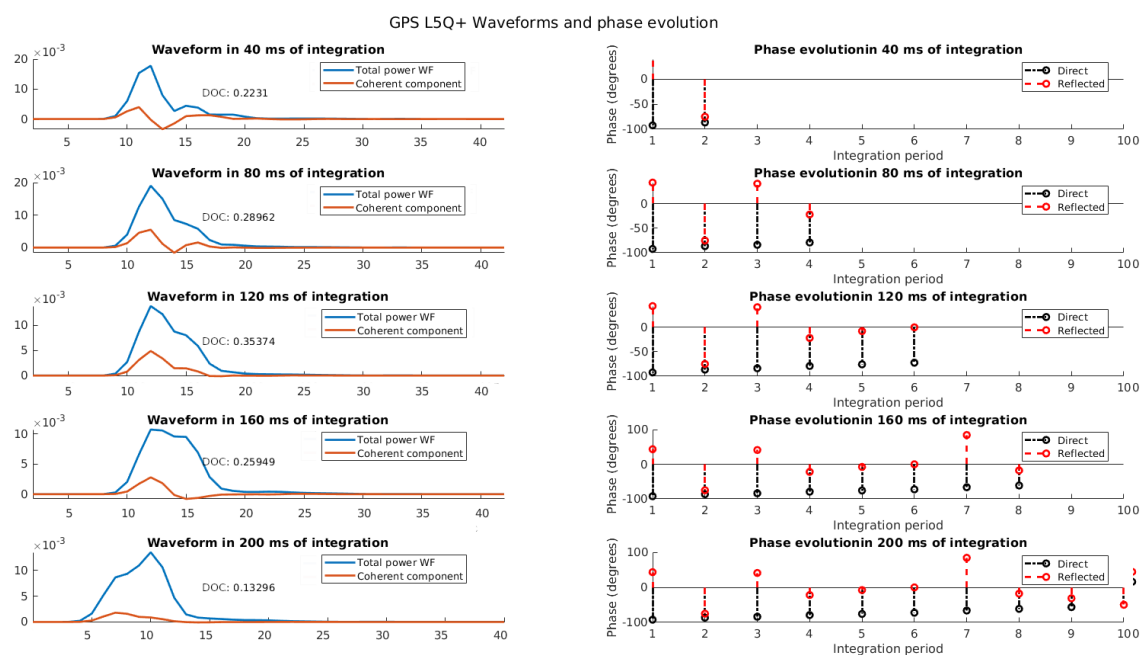 GPS L5Q+ Waveforms and phase evolution
Waveform in 40 ms of integration
×10-3
20
10
0
Total power WF
Coherent component
DOC: 0.2231
5 10 15 20 25 30 35 40
Phase evolutionin 40 ms of integration
Phase (degrees)
0
-50
-100
Direct
Reflected
1 2 3 4 5 6 7 8 9 100
Integration period
Waveform in 80 ms of integration
×10-3
20
10
0
Total power WF
Coherent component
DOC: 0.28962
5 10 15 20 25 30 35 40
Phase evolutionin 80 ms of integration
Phase (degrees)
0
-50
-100
Direct
Reflected
1 2 3 4 5 6 7 8 9 100
Integration period
Waveform in 120 ms of integration
×10-3
10
5
0
Total power WF
Coherent component
DOC: 0.35374
5 10 15 20 25 30 35 40
Phase evolutionin 120 ms of integration
Phase (degrees)
0
-50
-100
Direct
Reflected
1 2 3 4 5 6 7 8 9 100
Integration period
Waveform in 160 ms of integration
×10-3
10
5
0
Total power WF
Coherent component
DOC: 0.25949
5 10 15 20 25 30 35 40
Phase evolutionin 160 ms of integration
Phase (degrees)
100
0
-100
Direct
Reflected
1 2 3 4 5 6 7 8 9 100
Integration period
Waveform in 200 ms of integration
×10-3
10
5
0
Total power WF
Coherent component
DOC: 0.13296
5 10 15 20 25 30 35 40
Phase evolutionin 200 ms of integration
Phase (degrees)
100
0
-100
Direct
Reflected
1 2 3 4 5 6 7 8 9 100
Integration period